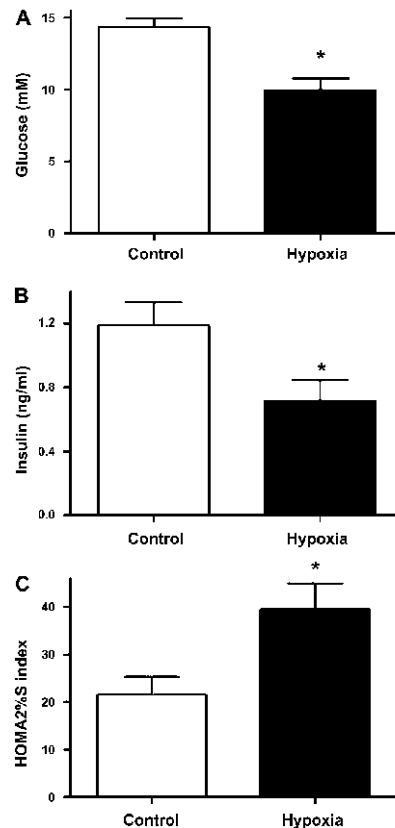 A
Glucose (mM)
15
10
5
0
*
Control Hypoxia
B
Insulin (ng/ml)
1.2
0.8
0.4
0.0
*
Control Hypoxia
C
HOMA2%S index
40
30
20
10
0
*
Control Hypoxia